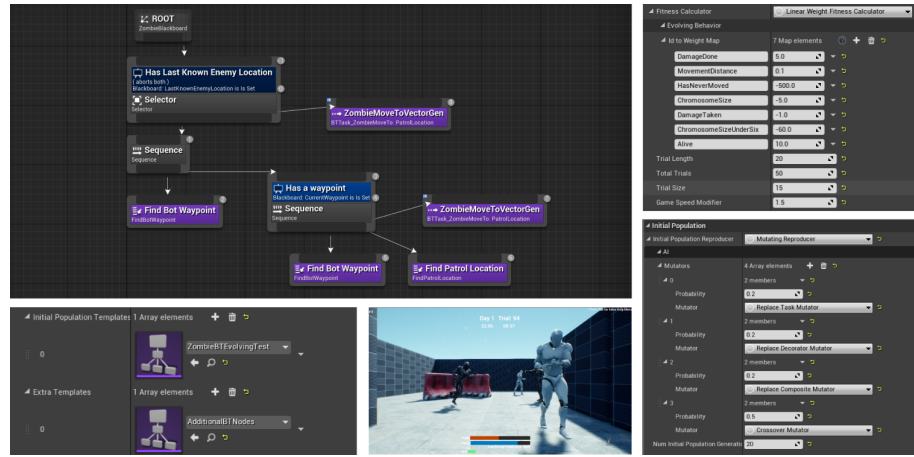 ROOT
ZombieBlackboard
Has Last Known Enemy Location
( aborts both )
Blackboard: LastKnownEnemyLocation is Is Set
Selector
Selector
ZombieMoveToVectorGen
BTTask_ZombieMoveTo: PatrolLocation
Sequence
Sequence
Has a waypoint
Blackboard: CurrentWaypoint is Is Set
Sequence
Sequence
ZombieMoveToVectorGen
BTTask_ZombieMoveTo: PatrolLocation
Find Bot Waypoint
FindBotWaypoint
Find Bot Waypoint
FindBotWaypoint
Find Patrol Location
FindPatrolLocation
Initial Population Templates 1 Array elements
0
ZombieBTEvolvingTest
Extra Templates 1 Array elements
0
AdditionalBTNodes
Day 1 Trial 94
Fitness Calculator Linear Weight Fitness Calculator
Evolving Behavior
Id to Weight Map 7 Map elements
DamageDone 5.0
MovementDistance 0.1
HasNeverMoved -500.0
ChromosomeSize -5.0
DamageTaken -1.0
ChromosomeSizeUnderSix -60.0
Alive 10.0
Trial Length 20
Total Trials 50
Trial Size 15
Game Speed Modifier 1.5
Initial Population
Initial Population Reproducer Mutating Reproducer
AI
Mutators 4 Array elements
0 2 members
Probability 0.2
Mutator Replace Task Mutator
1 2 members
Probability 0.2
Mutator Replace Decorator Mutator
2 2 members
Probability 0.2
Mutator Replace Composite Mutator
3 2 members
Probability 0.5
Mutator Crossover Mutator
Num Initial Population Generatio 20